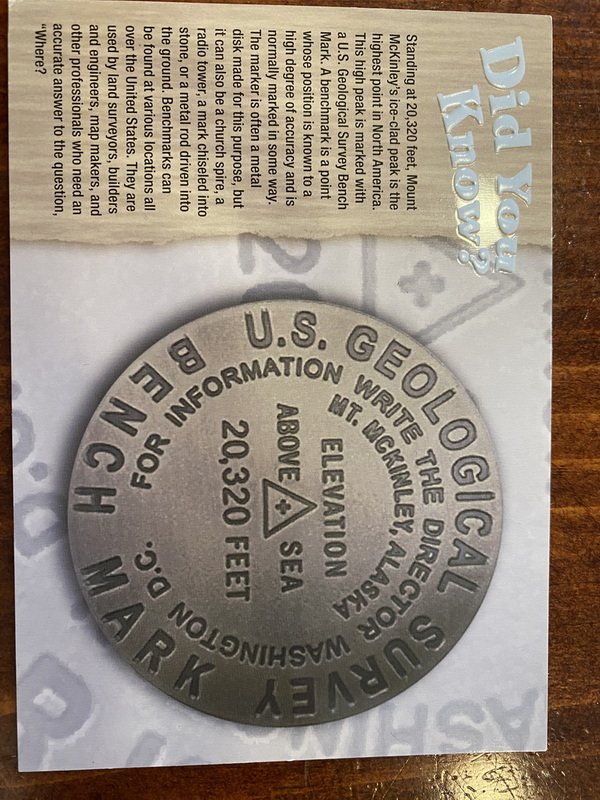 Did You
Know?
Standing at 20,320 feet, Mount
McKinley's ice-clad peak is the
highest point in North America.
This high peak is marked with
a U.S. Geological Survey Bench
Mark. A benchmark is a point
whose position is known to a
high degree of accuracy and is
normally marked in some way.
The marker is often a metal
disk made for this purpose, but
it can also be a church spire, a
radio tower, a mark chiseled into
stone, or a metal rod driven into
the ground. Benchmarks can
be found at various locations all
over the United States. They are
used by land surveyors, builders
and engineers, map makers, and
other professionals who need an
accurate answer to the question,
"Where?
U.S. GEOLOGICAL SURVEY
BENCH MARK
FOR INFORMATION WRITE THE DIRECTOR WASHINGTON D.C.
MT. MCKINLEY, ALASKA
ELEVATION
ABOVE SEA
20,320 FEET